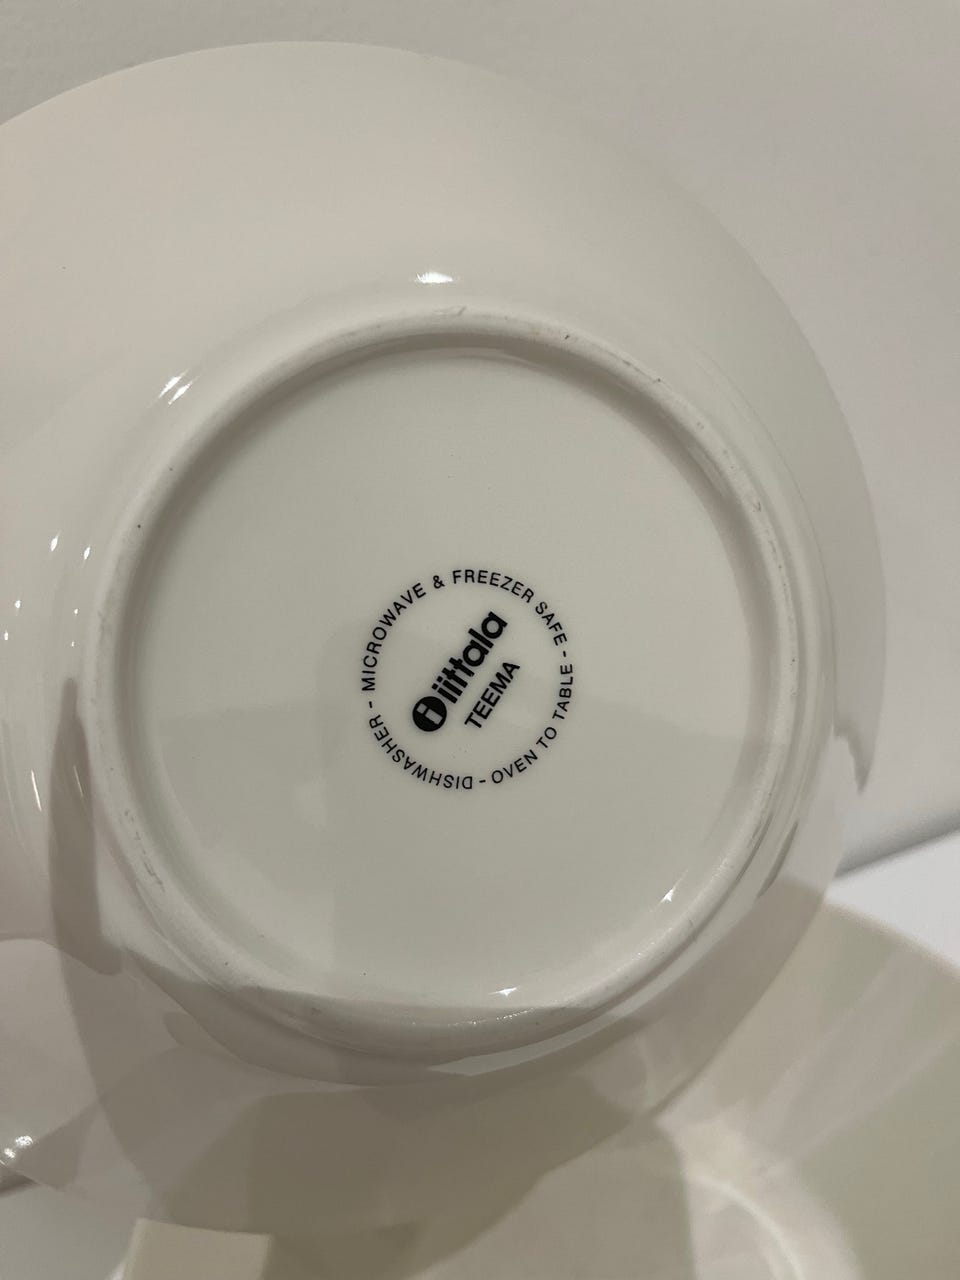 iittala
TEEMA
DISHWASHER - MICROWAVE & FREEZER SAFE - OVEN TO TABLE -